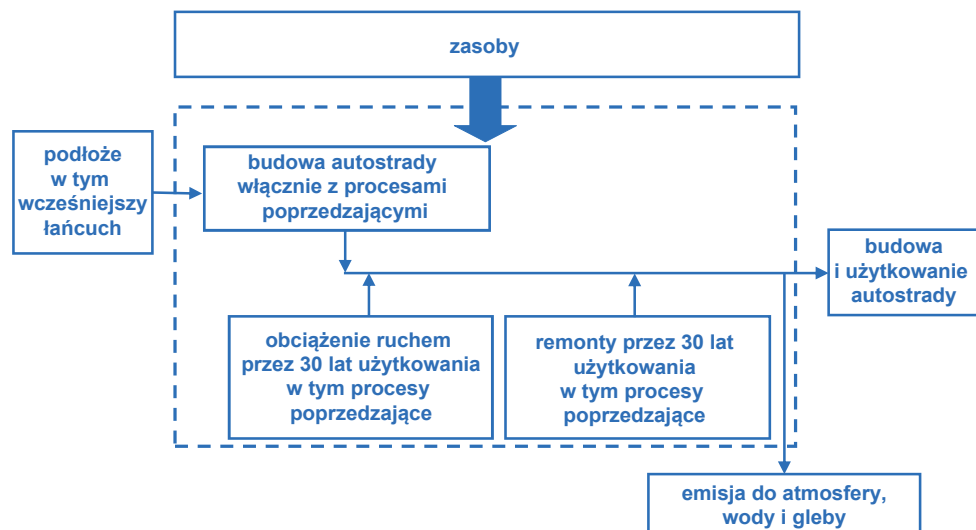 zasoby
podłoże
w tym
wcześniejszy
łańcuch
budowa autostrady
włącznie z procesami
poprzedzającymi
budowa
i użytkowanie
autostrady
obciążenie ruchem
przez 30 lat użytkowania
w tym procesy
poprzedzające
remonty przez 30 lat
użytkowania
w tym procesy
poprzedzające
emisja do atmosfery,
wody i gleby